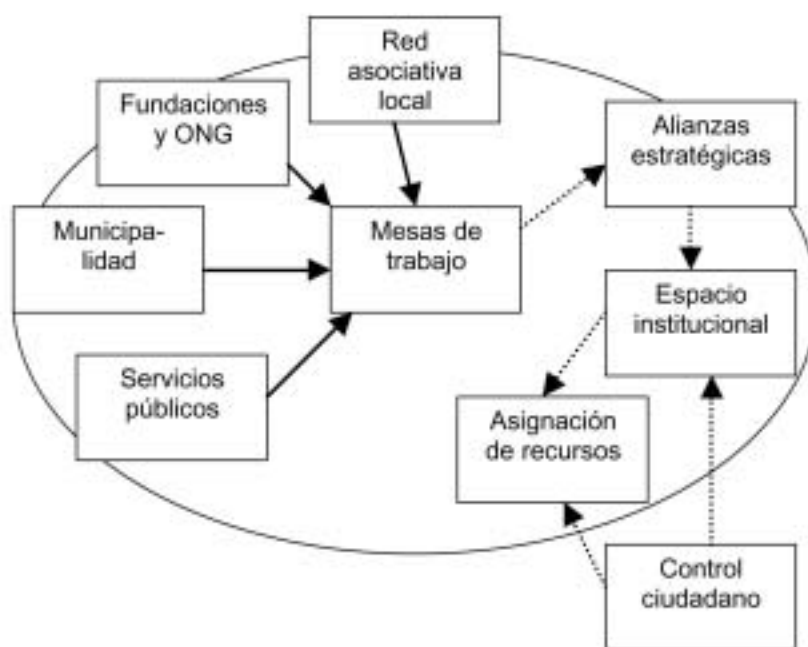 Red
asociativa
local
Fundaciones
y ONG
Alianzas
estratégicas
Municipa-
lidad
Mesas de
trabajo
Espacio
institucional
Servicios
públicos
Asignación
de recursos
Control
ciudadano